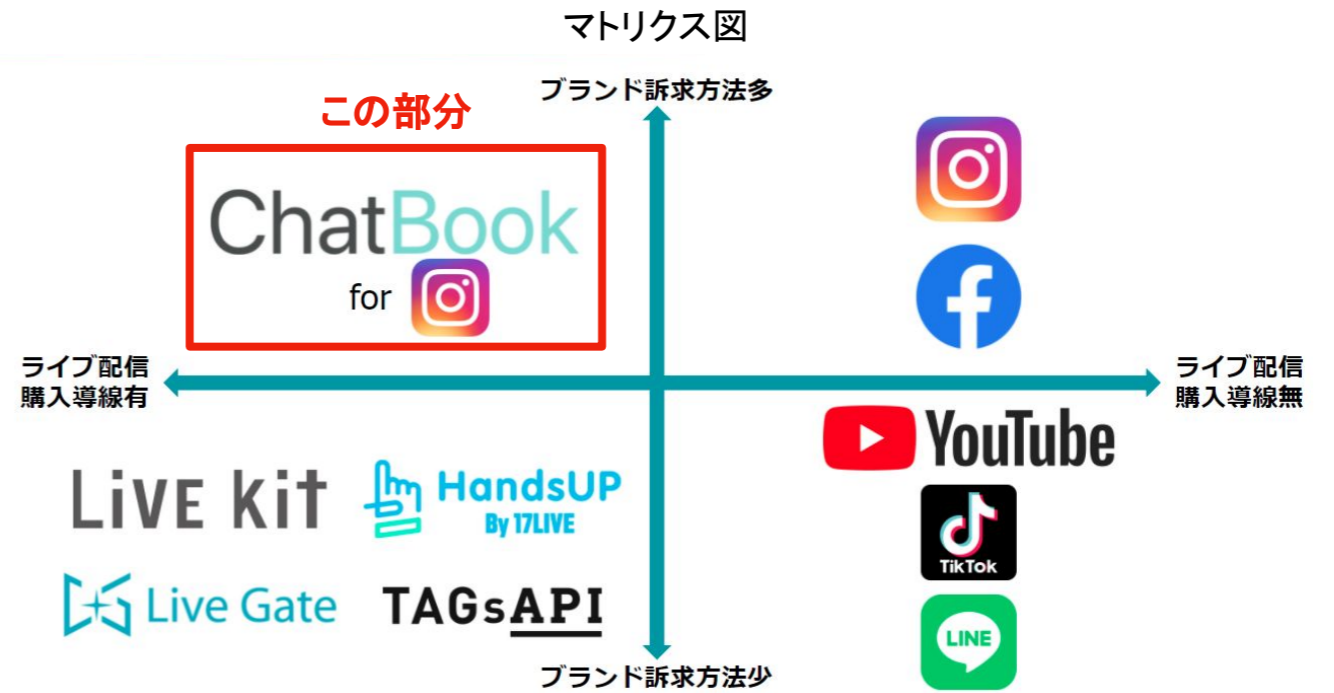 マトリクス図
ブランド訴求方法多
この部分
ChatBook
for
ライブ配信
購入導線有
ライブ配信
購入導線無
YouTube
LiVE kit
HandsUP
By 17LIVE
TikTok
Live Gate
TAGsAPI
LINE
ブランド訴求方法少